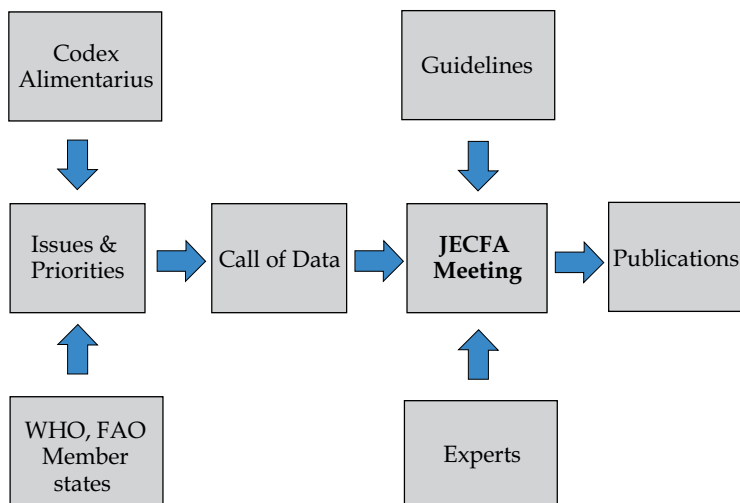 Codex
Alimentarius
Guidelines
Issues &
Priorities
Call of Data
JECFA
Meeting
Publications
WHO, FAO
Member
states
Experts